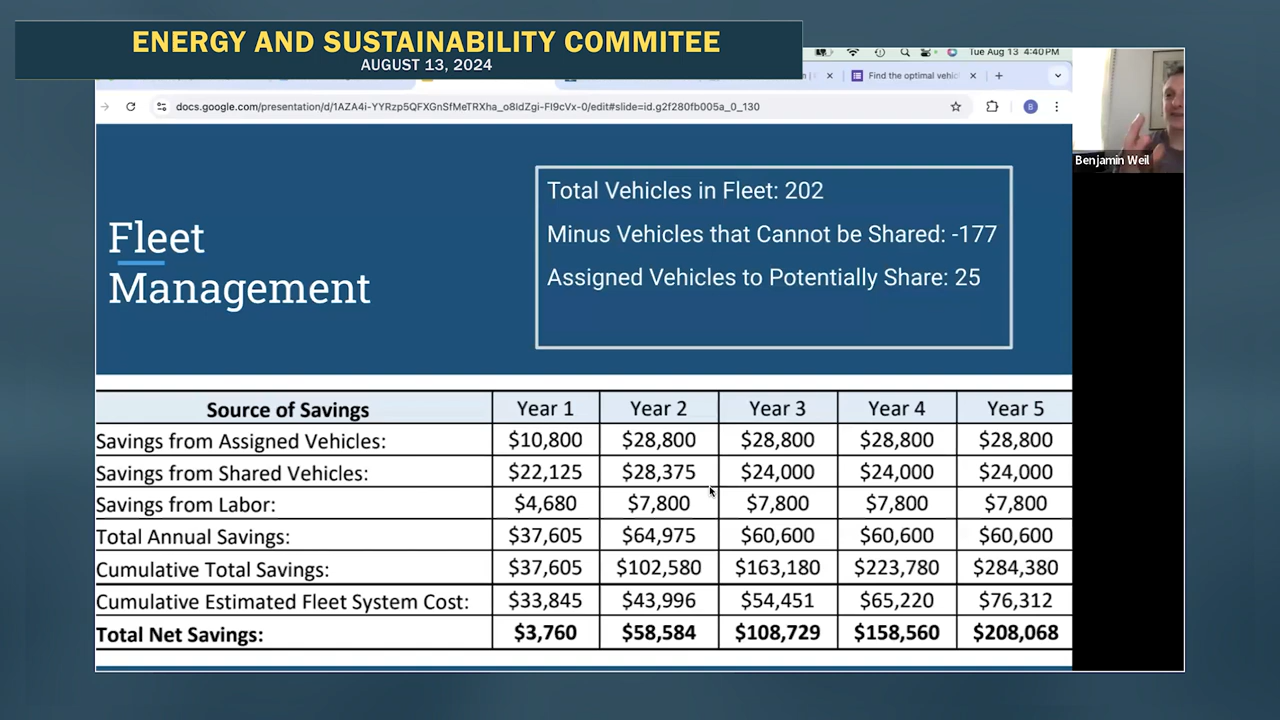 ENERGY AND SUSTAINABILITY COMMITEE
AUGUST 13, 2024
Tue Aug 13 4:40PM
Find the optimal vehic
docs.google.com/presentation/d/1AZA4i-YYRzp5QFXGnSfMeTRXha_o8ldZgi-Fl9cVx-0/edit#slide=id.g2f280fb005a_0_130
B
Benjamin Weil
Fleet
Management
Total Vehicles in Fleet: 202
Minus Vehicles that Cannot be Shared: -177
Assigned Vehicles to Potentially Share: 25
Source of Savings Year 1 Year 2 Year 3 Year 4 Year 5
Savings from Assigned Vehicles: $10,800 $28,800 $28,800 $28,800 $28,800
Savings from Shared Vehicles: $22,125 $28,375 $24,000 $24,000 $24,000
Savings from Labor: $4,680 $7,800 $7,800 $7,800 $7,800
Total Annual Savings: $37,605 $64,975 $60,600 $60,600 $60,600
Cumulative Total Savings: $37,605 $102,580 $163,180 $223,780 $284,380
Cumulative Estimated Fleet System Cost: $33,845 $43,996 $54,451 $65,220 $76,312
Total Net Savings: $3,760 $58,584 $108,729 $158,560 $208,068